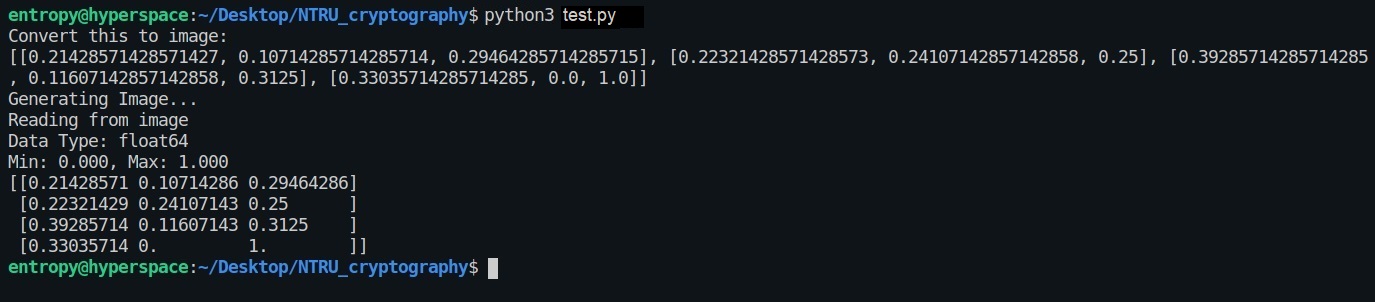 entropy@hyperspace:~/Desktop/NTRU_cryptography$ python3 test.py
Convert this to image:
[[0.21428571428571427, 0.10714285714285714, 0.29464285714285715], [0.22321428571428573, 0.24107142857142858, 0.25], [0.39285714285714285
, 0.11607142857142858, 0.3125], [0.33035714285714285, 0.0, 1.0]]
Generating Image...
Reading from image
Data Type: float64
Min: 0.000, Max: 1.000
[[0.21428571 0.10714286 0.29464286]
 [0.22321429 0.24107143 0.25      ]
 [0.39285714 0.11607143 0.3125    ]
 [0.33035714 0.         1.        ]]
entropy@hyperspace:~/Desktop/NTRU_cryptography$